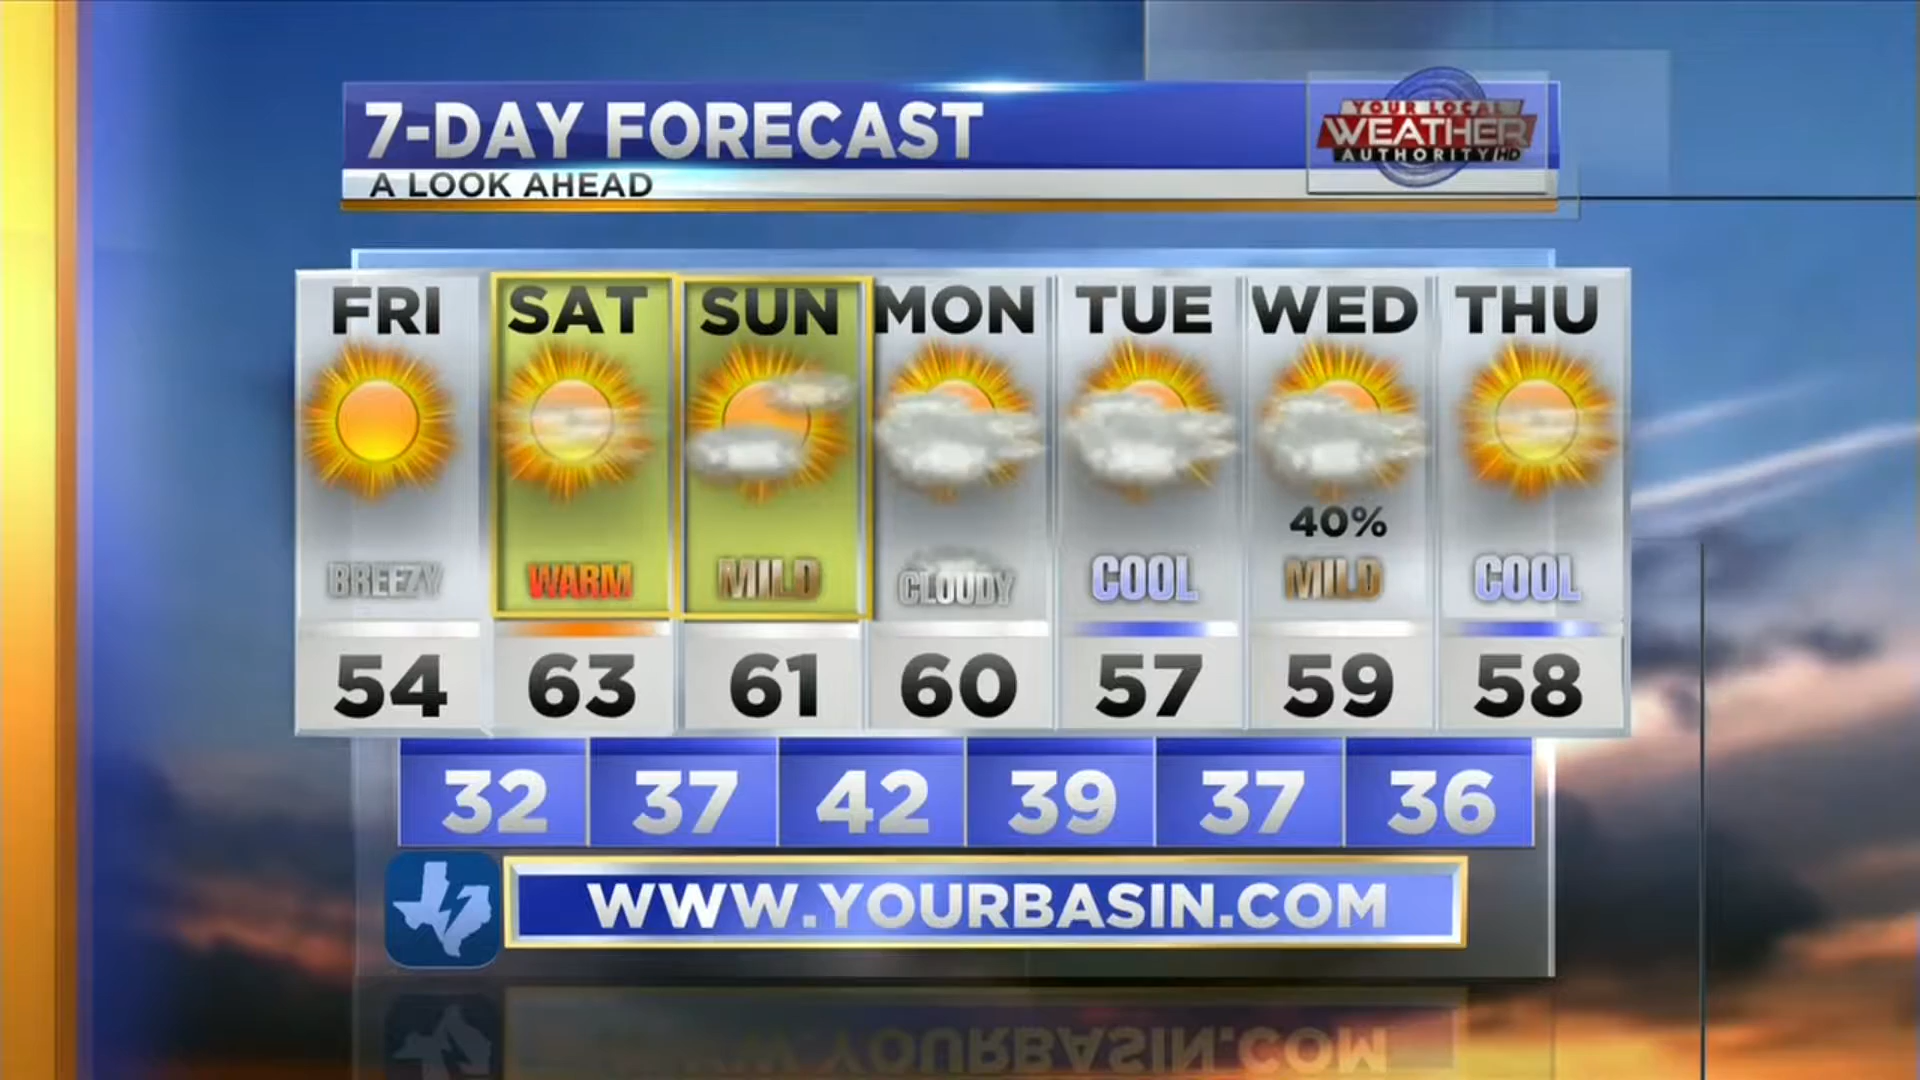 7-DAY FORECAST
A LOOK AHEAD
YOUR LOCAL
WEATHER
AUTHORITY/HD
FRI SAT SUN MON TUE WED THU
40%
BREEZY WARM MILD CLOUDY COOL MILD COOL
54 63 61 60 57 59 58
32 37 42 39 37 36
WWW.YOURBASIN.COM